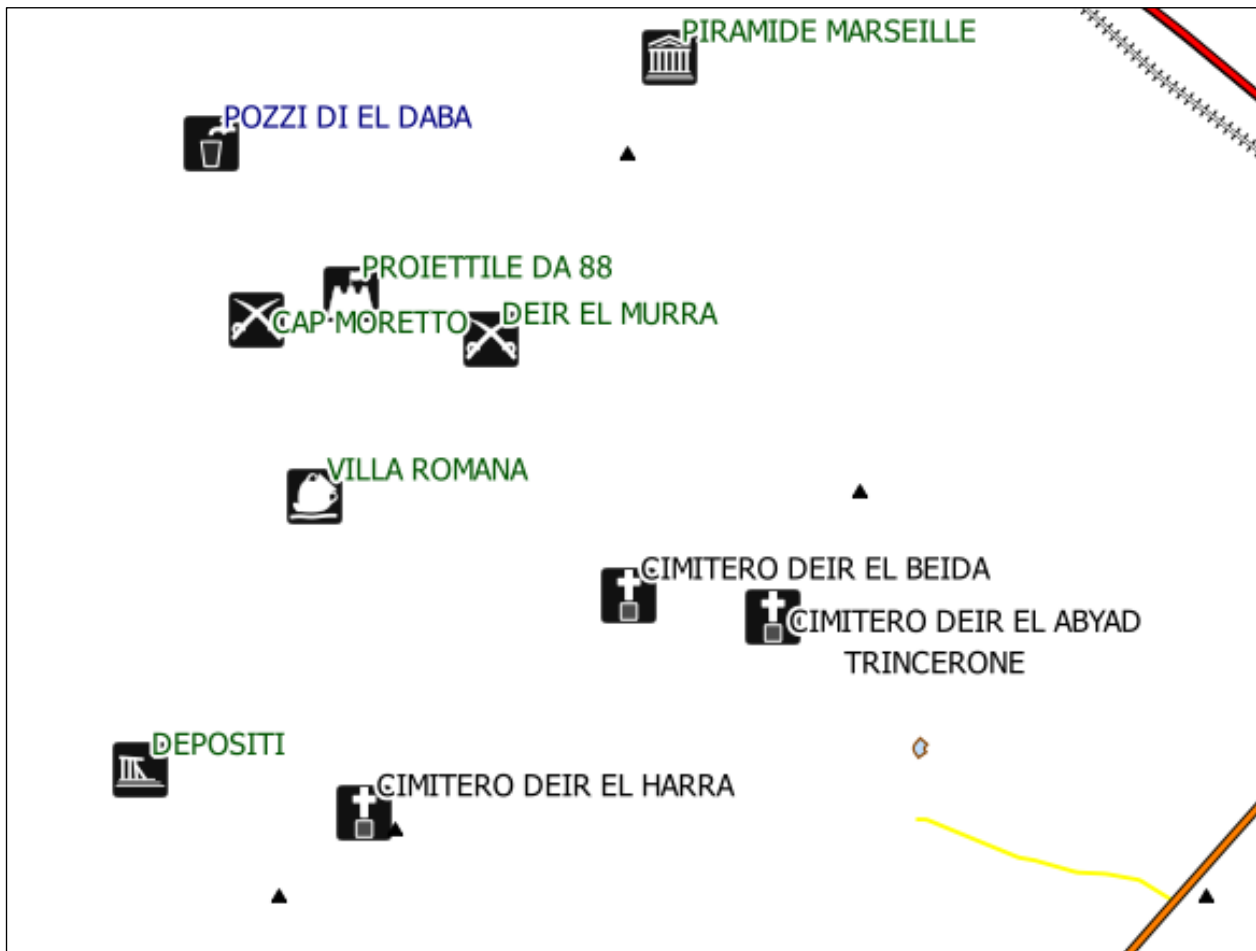 PIRAMIDE MARSEILLE
POZZI DI EL DABA
PROIETTILE DA 88
CAP MORETTO
DEIR EL MURRA
VILLA ROMANA
CIMITERO DEIR EL BEIDA
CIMITERO DEIR EL ABYAD
TRINCERONE
DEPOSITI
CIMITERO DEIR EL HARRA